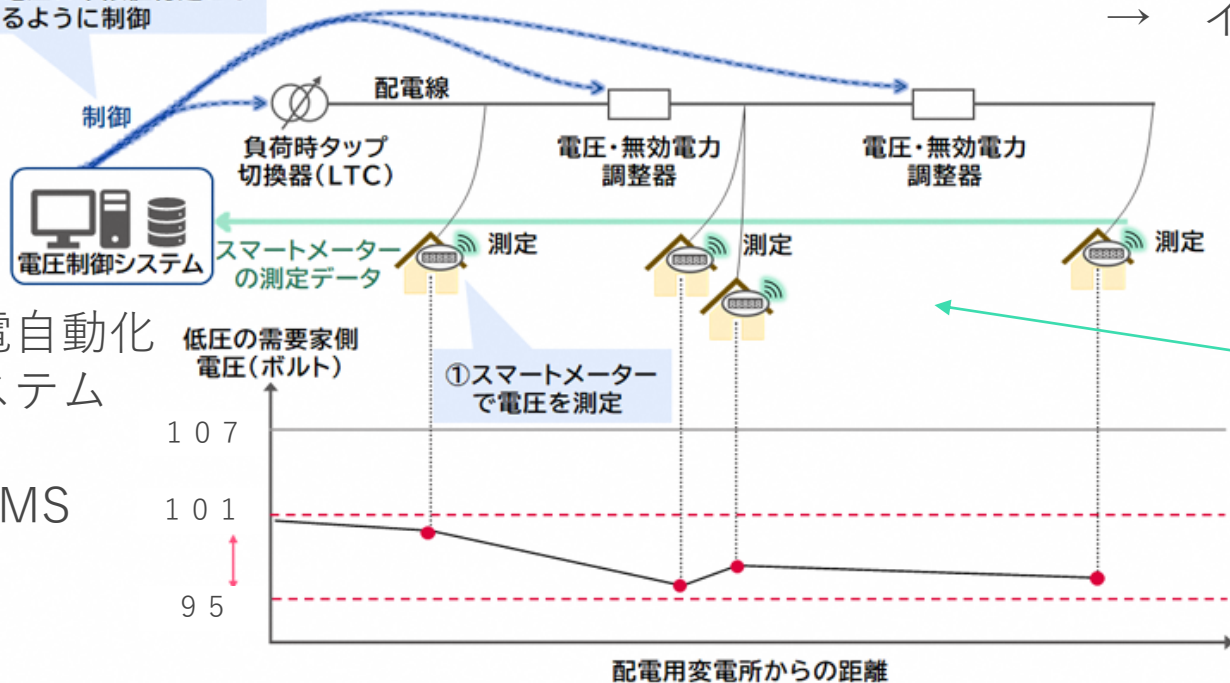 るように制御
→ イ
配電線
制御
負荷時タップ
切換器(LTC)
電圧・無効電力
調整器
電圧・無効電力
調整器
電圧制御システム
スマートメーター
の測定データ
測定
測定
測定
電自動化
ステム
MS
低圧の需要家側
電圧(ボルト)
①スマートメーター
で電圧を測定
107
101
95
配電用変電所からの距離